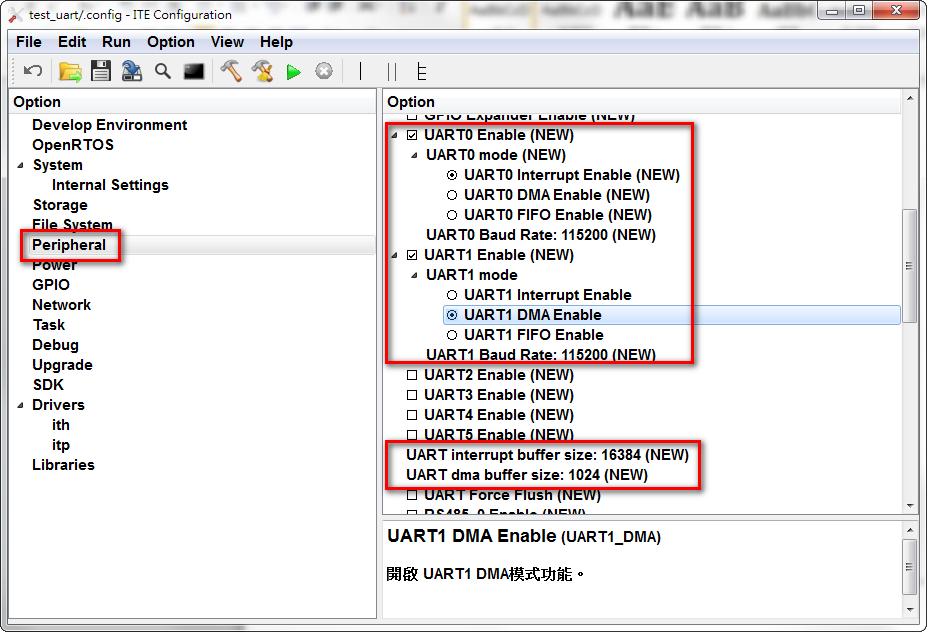 test_uart/.config - ITE Configuration
File Edit Run Option View Help
Option
Develop Environment
OpenRTOS
System
Internal Settings
Storage
File System
Peripheral
Power
GPIO
Network
Task
Debug
Upgrade
SDK
Drivers
ith
itp
Libraries
Option
GPIO Expander Enable (NEW)
UART0 Enable (NEW)
UART0 mode (NEW)
UART0 Interrupt Enable (NEW)
UART0 DMA Enable (NEW)
UART0 FIFO Enable (NEW)
UART0 Baud Rate: 115200 (NEW)
UART1 Enable (NEW)
UART1 mode
UART1 Interrupt Enable
UART1 DMA Enable
UART1 FIFO Enable
UART1 Baud Rate: 115200 (NEW)
UART2 Enable (NEW)
UART3 Enable (NEW)
UART4 Enable (NEW)
UART5 Enable (NEW)
UART interrupt buffer size: 16384 (NEW)
UART dma buffer size: 1024 (NEW)
UART Force Flush (NEW)
RS485_0 Enable (NEW)
UART1 DMA Enable (UART1_DMA)
開啟 UART1 DMA模式功能。